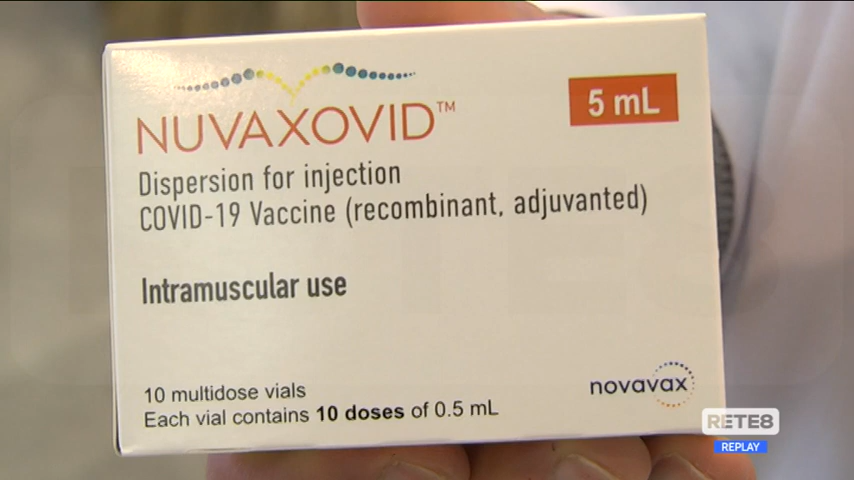 NUVAXOVID™
5 mL
Dispersion for injection
COVID-19 Vaccine (recombinant, adjuvanted)
Intramuscular use
10 multidose vials
Each vial contains 10 doses of 0.5 mL
novavax
RETE8
REPLAY